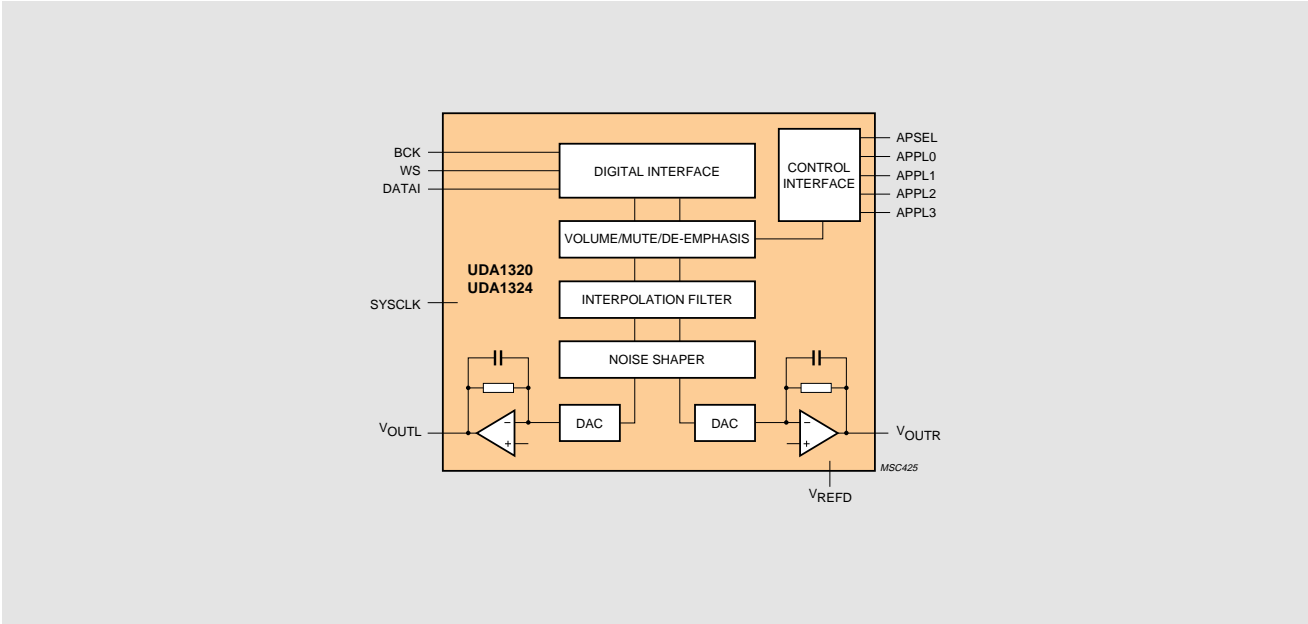 BCK
WS
DATAI
DIGITAL INTERFACE
CONTROL
INTERFACE
APSEL
APPL0
APPL1
APPL2
APPL3
VOLUME/MUTE/DE-EMPHASIS
UDA1320
UDA1324
SYSCLK
INTERPOLATION FILTER
NOISE SHAPER
VOUTL
−
+
DAC
DAC
−
+
VOUTR
MSC425
VREFD